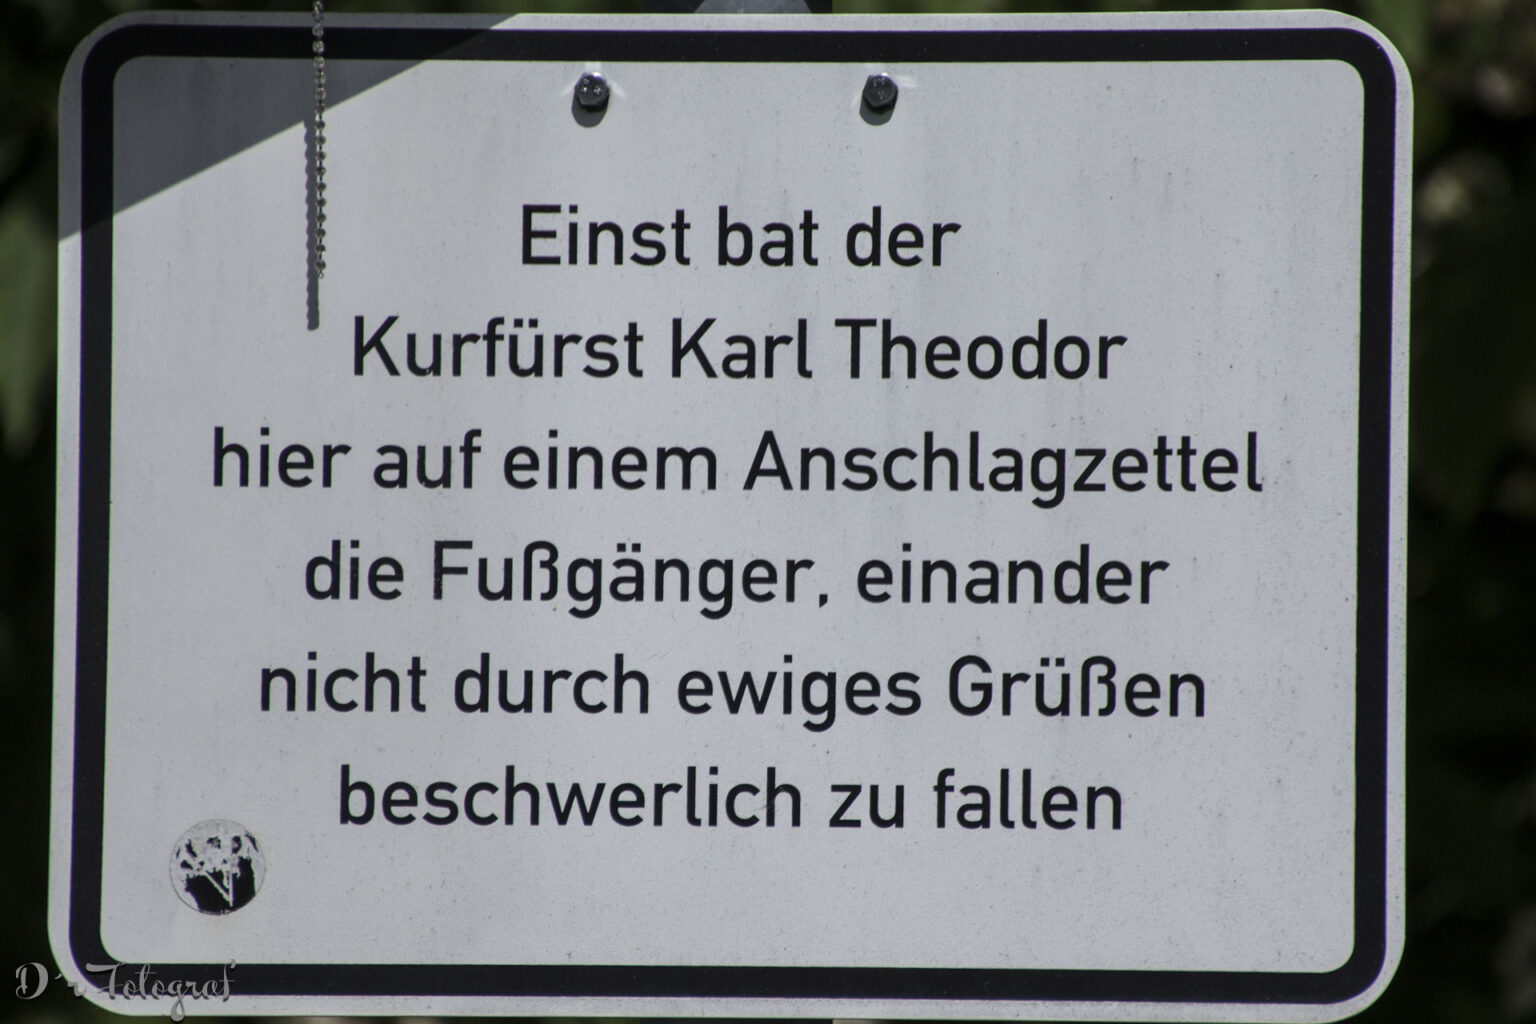 Einst bat der
Kurfürst Karl Theodor
hier auf einem Anschlagzettel
die Fußgänger, einander
nicht durch ewiges Grüßen
beschwerlich zu fallen
D´r Fotograf